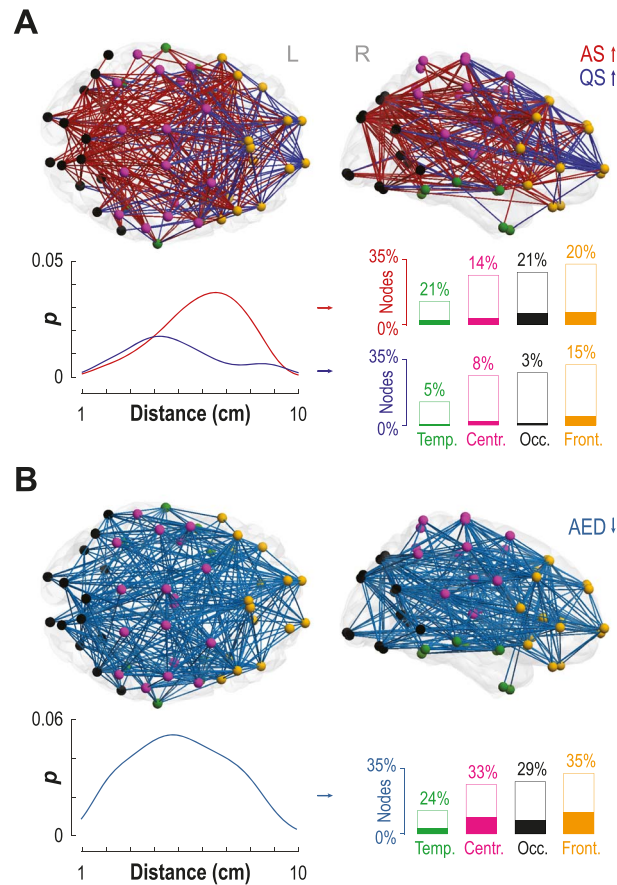 A
L R AS ↑
QS ↑
0.05
p
0
1 Distance (cm) 10
35%
Nodes
0%
21% 14% 21% 20%
35%
Nodes
0%
5% 8% 3% 15%
Temp. Centr. Occ. Front.
B
AED ↓
0.06
p
0
1 Distance (cm) 10
35%
Nodes
0%
24% 33% 29% 35%
Temp. Centr. Occ. Front.